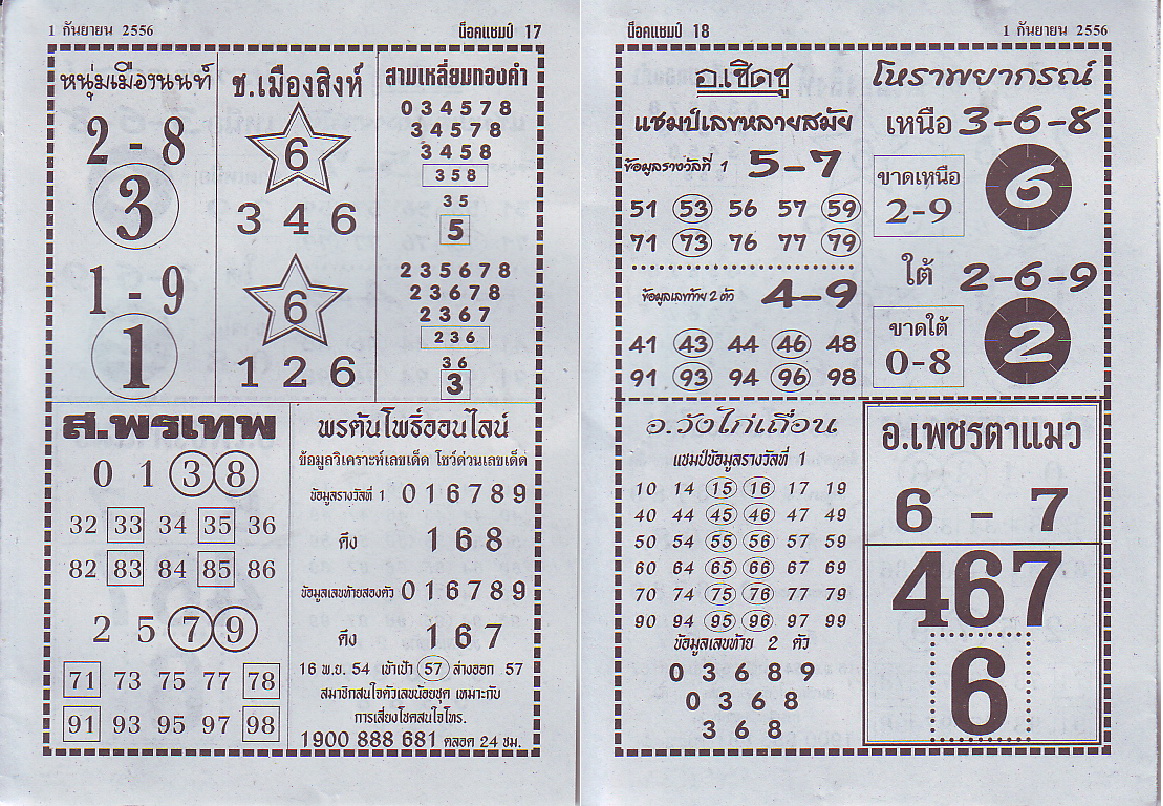 1 กันยายน 2556
น็อคแชมป์ 17
หนุ่มเมืองนนท์
2 - 8
3
1 - 9
1
ช.เมืองสิงห์
6
3 4 6
6
1 2 6
สามเหลี่ยมทองคำ
0 3 4 5 7 8
3 4 5 7 8
3 4 5 8
3 5 8
3 5
5
2 3 5 6 7 8
2 3 6 7 8
2 3 6 7
2 3 6
3 6
3
ส.พรเทพ
0 1 3 8
32 33 34 35 36
82 83 84 85 86
2 5 7 9
71 73 75 77 78
91 93 95 97 98
พรต้นโพธิ์ออนไลน์
ข้อมูลวิเคราะห์เลขเด็ด โชว์ด่วนเลขเด็ด
ข้อมูลรางวัลที่ 1 0 1 6 7 8 9
ดึง 1 6 8
ข้อมูลเลขท้ายสองตัว 0 1 6 7 8 9
ดึง 1 6 7
16 พ.ย. 54 เข้าเป้า 57 ล่างออก 57
สมาชิกสนใจตัวเลขน้อยชุด เหมาะกับ
การเสี่ยงโชคสนใจโทร.
1900 888 681 ตลอด 24 ชม.
น็อคแชมป์ 18
1 กันยายน 2556
อ.เชิดชู
แชมป์เลขหลายสมัย
ข้อมูลรางวัลที่ 1 5-7
51 53 56 57 59
71 73 76 77 79
ข้อมูลเลขท้าย 2 ตัว 4-9
41 43 44 46 48
91 93 94 96 98
โหราพยากรณ์
เหนือ 3-6-8
ขาดเหนือ
2-9
6
ใต้ 2-6-9
ขาดใต้
0-8
2
อ.วังไก่เถื่อน
แชมป์ข้อมูลรางวัลที่ 1
10 14 15 16 17 19
40 44 45 46 47 49
50 54 55 56 57 59
60 64 65 66 67 69
70 74 75 76 77 79
90 94 95 96 97 99
ข้อมูลเลขท้าย 2 ตัว
0 3 6 8 9
0 3 6 8
3 6 8
อ.เพชรตาแมว
6 - 7
467
6